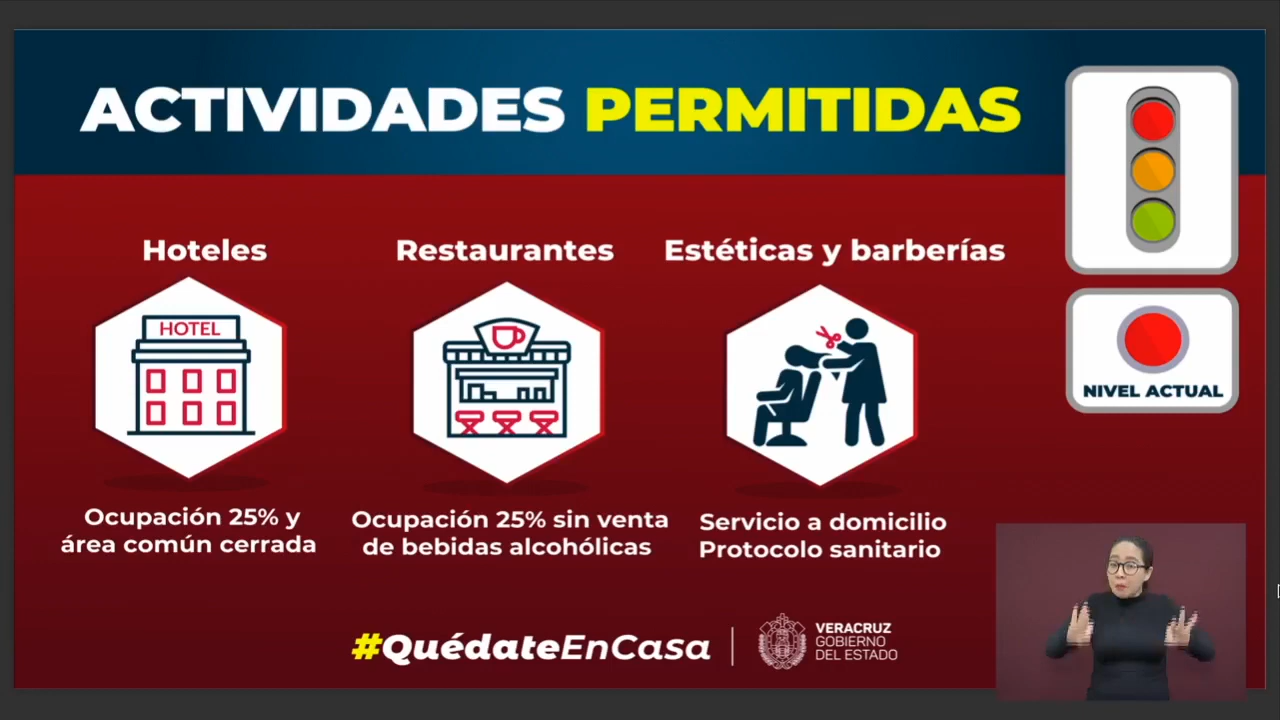 ACTIVIDADES PERMITIDAS
Hoteles
HOTEL
Ocupación 25% y
área común cerrada
Restaurantes
Ocupación 25% sin venta
de bebidas alcohólicas
Estéticas y barberías
Servicio a domicilio
Protocolo sanitario
NIVEL ACTUAL
#QuédateEnCasa
VERACRUZ
GOBIERNO
DEL ESTADO